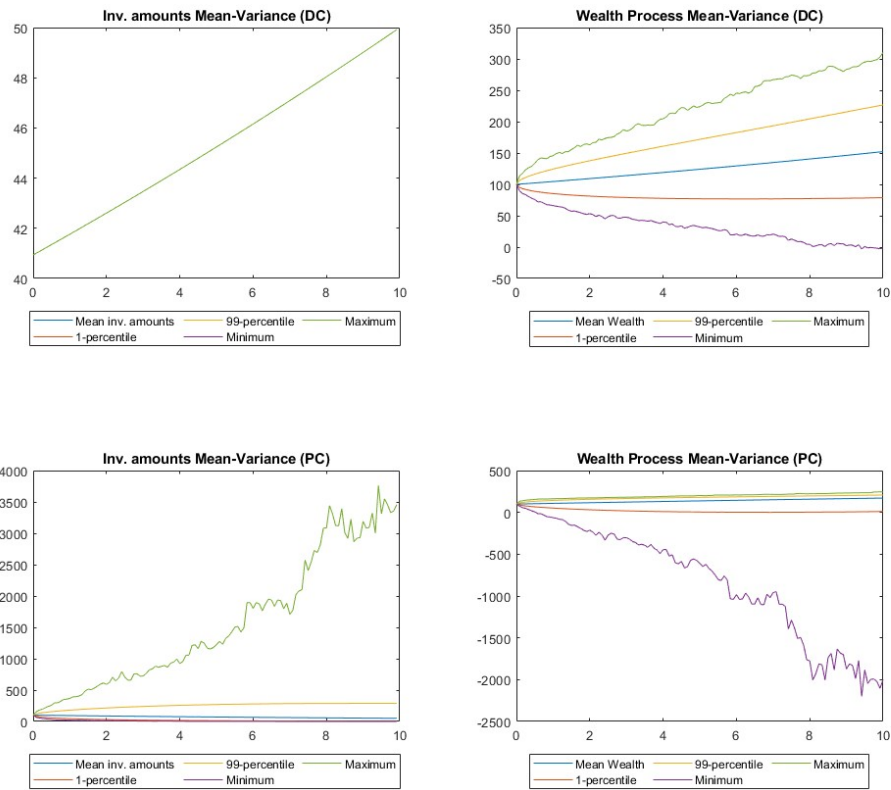 Inv. amounts Mean-Variance (DC)
50
48
46
44
42
40
0 2 4 6 8 10
Mean inv. amounts 99-percentile Maximum
1-percentile Minimum
Wealth Process Mean-Variance (DC)
350
300
250
200
150
100
50
0
-50
0 2 4 6 8 10
Mean Wealth 99-percentile Maximum
1-percentile Minimum
Inv. amounts Mean-Variance (PC)
4000
3500
3000
2500
2000
1500
1000
500
0
0 2 4 6 8 10
Mean inv. amounts 99-percentile Maximum
1-percentile Minimum
Wealth Process Mean-Variance (PC)
500
0
-500
-1000
-1500
-2000
-2500
0 2 4 6 8 10
Mean Wealth 99-percentile Maximum
1-percentile Minimum